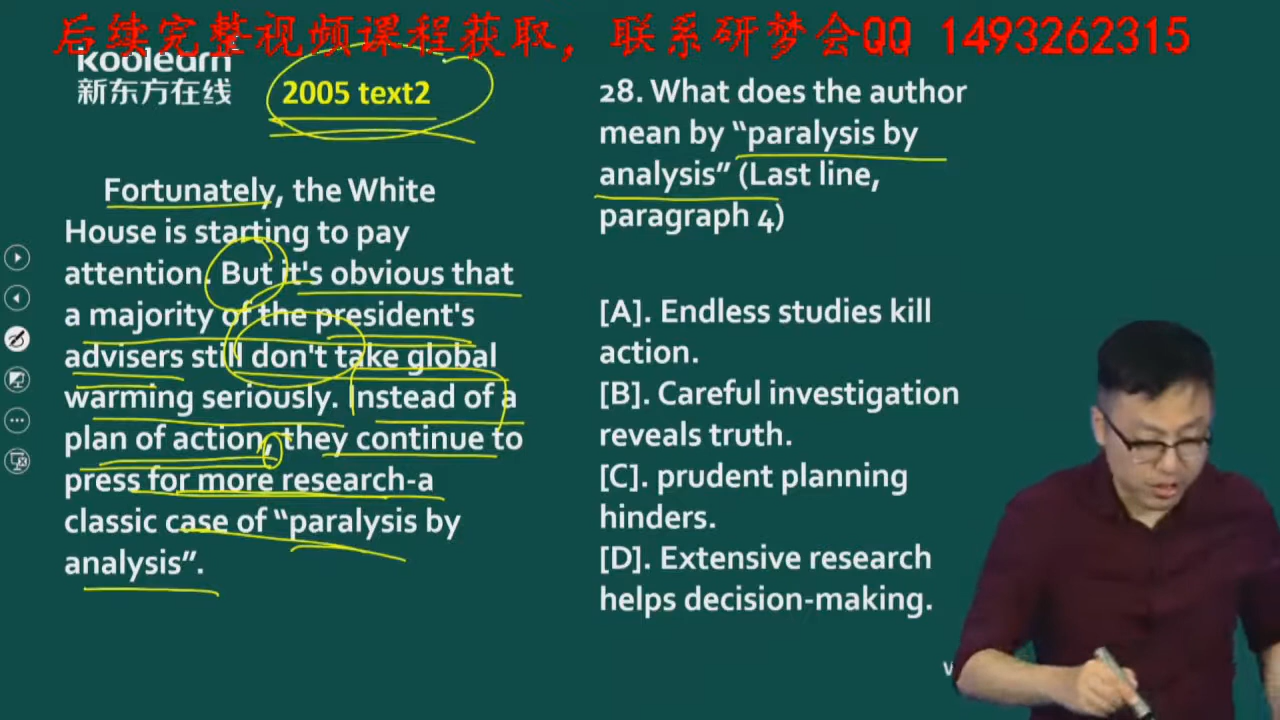 后续完整视频课程获取，联系研梦会QQ 1493262315
koolearn
新东方在线
2005 text2
Fortunately, the White
House is starting to pay
attention. But it's obvious that
a majority of the president's
advisers still don't take global
warming seriously. Instead of a
plan of action, they continue to
press for more research-a
classic case of “paralysis by
analysis”.
28. What does the author
mean by “paralysis by
analysis” (Last line,
paragraph 4)
[A]. Endless studies kill
action.
[B]. Careful investigation
reveals truth.
[C]. prudent planning
hinders.
[D]. Extensive research
helps decision-making.